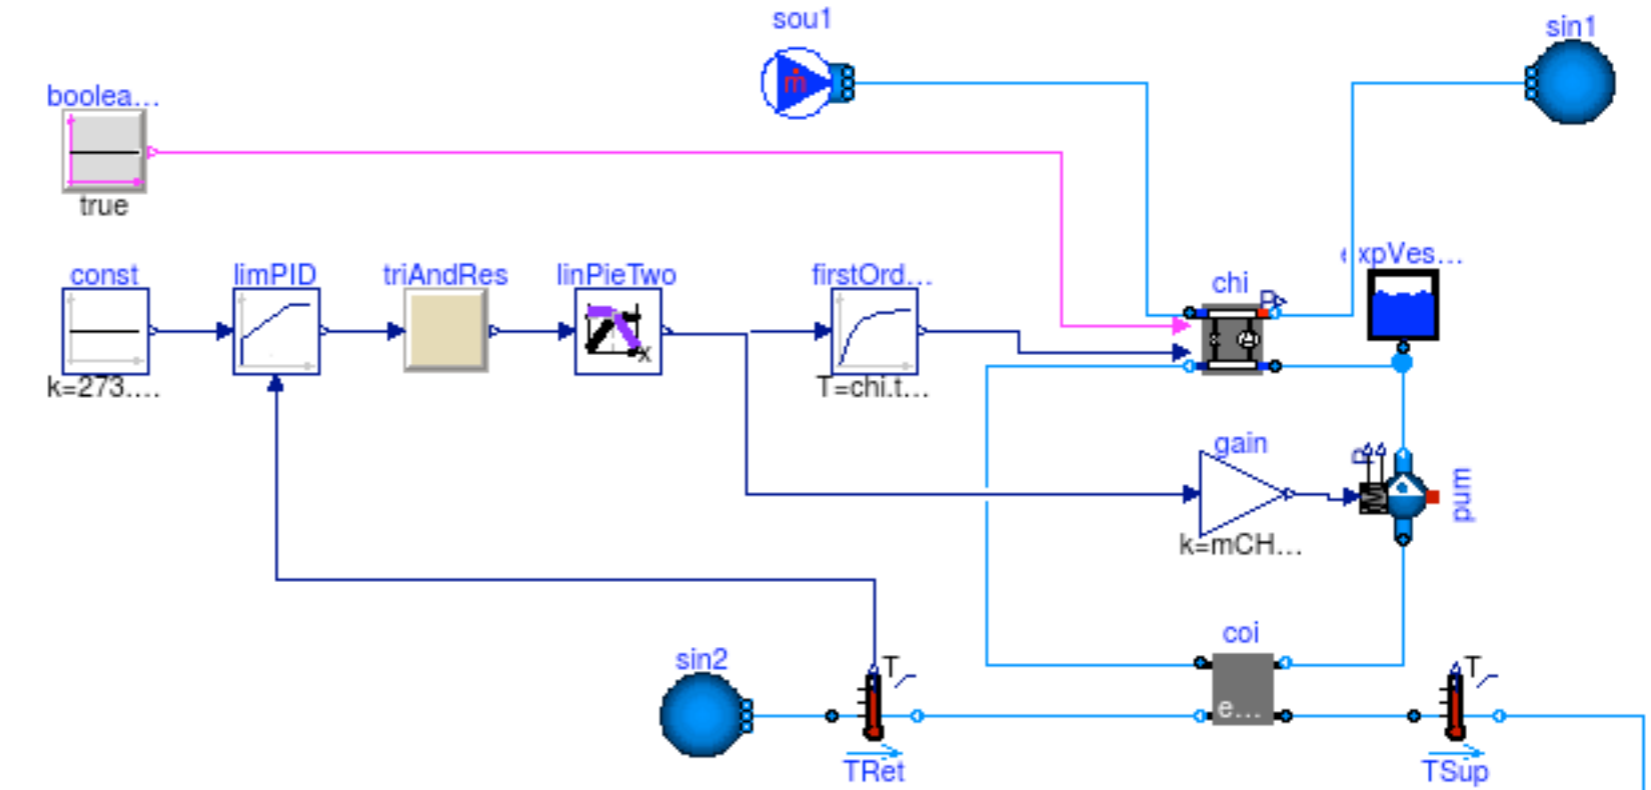 sou1
sin1
boolea...
ṁ
true
const
limPID
triAndRes
linPieTwo
firstOrd...
chi
xpVes...
P
x
k=273....
T=chi.t...
gain
pum
M
k=mCH...
coi
sin2
T
T
e...
TRet
TSup